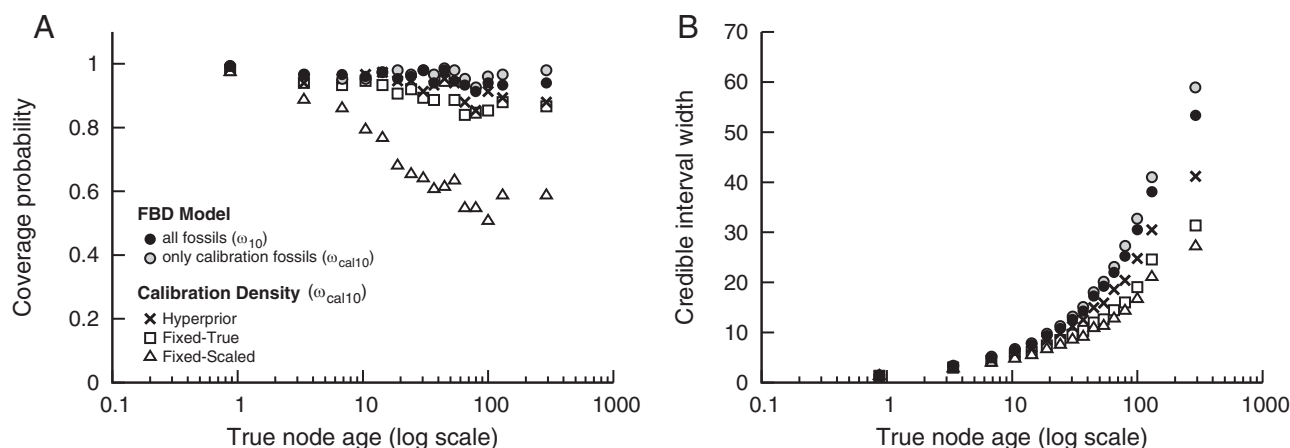 A
Coverage probability
1
0.8
0.6
0.4
0.2
0
FBD Model
all fossils (ω10)
only calibration fossils (ωcal10)
Calibration Density (ωcal10)
Hyperprior
Fixed-True
Fixed-Scaled
0.1 1 10 100 1000
True node age (log scale)
B
Credible interval width
70
60
50
40
30
20
10
0
0.1 1 10 100 1000
True node age (log scale)